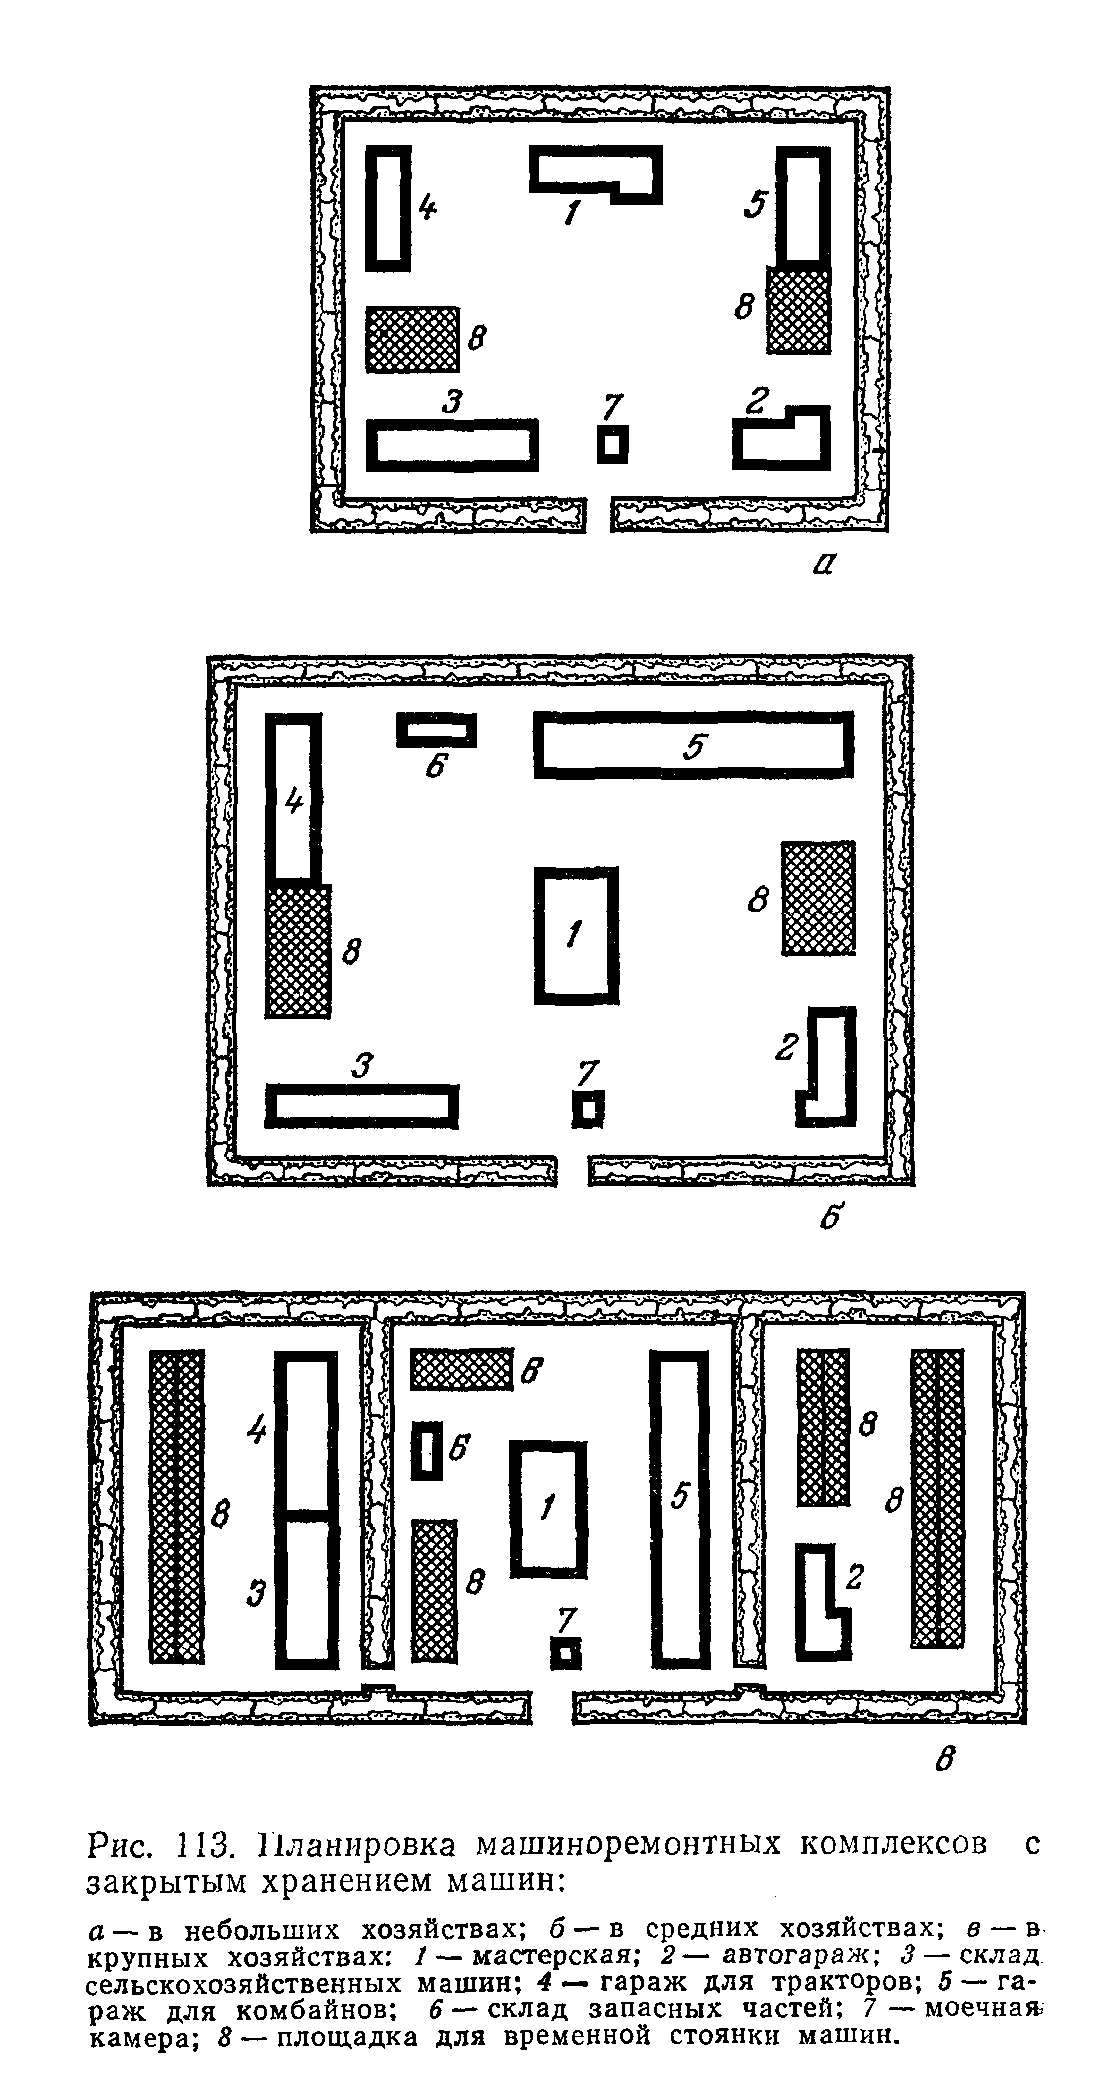 4
1
5
8
8
3
7
2
а
6
5
4
1
8
8
3
7
2
б
8
4
6
1
5
8
8
8
3
8
2
7
в
Рис. 113. Планировка машиноремонтных комплексов с
закрытым хранением машин:
а — в небольших хозяйствах; б — в средних хозяйствах; в — в
крупных хозяйствах: 1 — мастерская; 2 — автогараж; 3 — склад
сельскохозяйственных машин; 4 — гараж для тракторов; 5 — га-
раж для комбайнов; 6 — склад запасных частей; 7 — моечная
камера; 8 — площадка для временной стоянки машин.